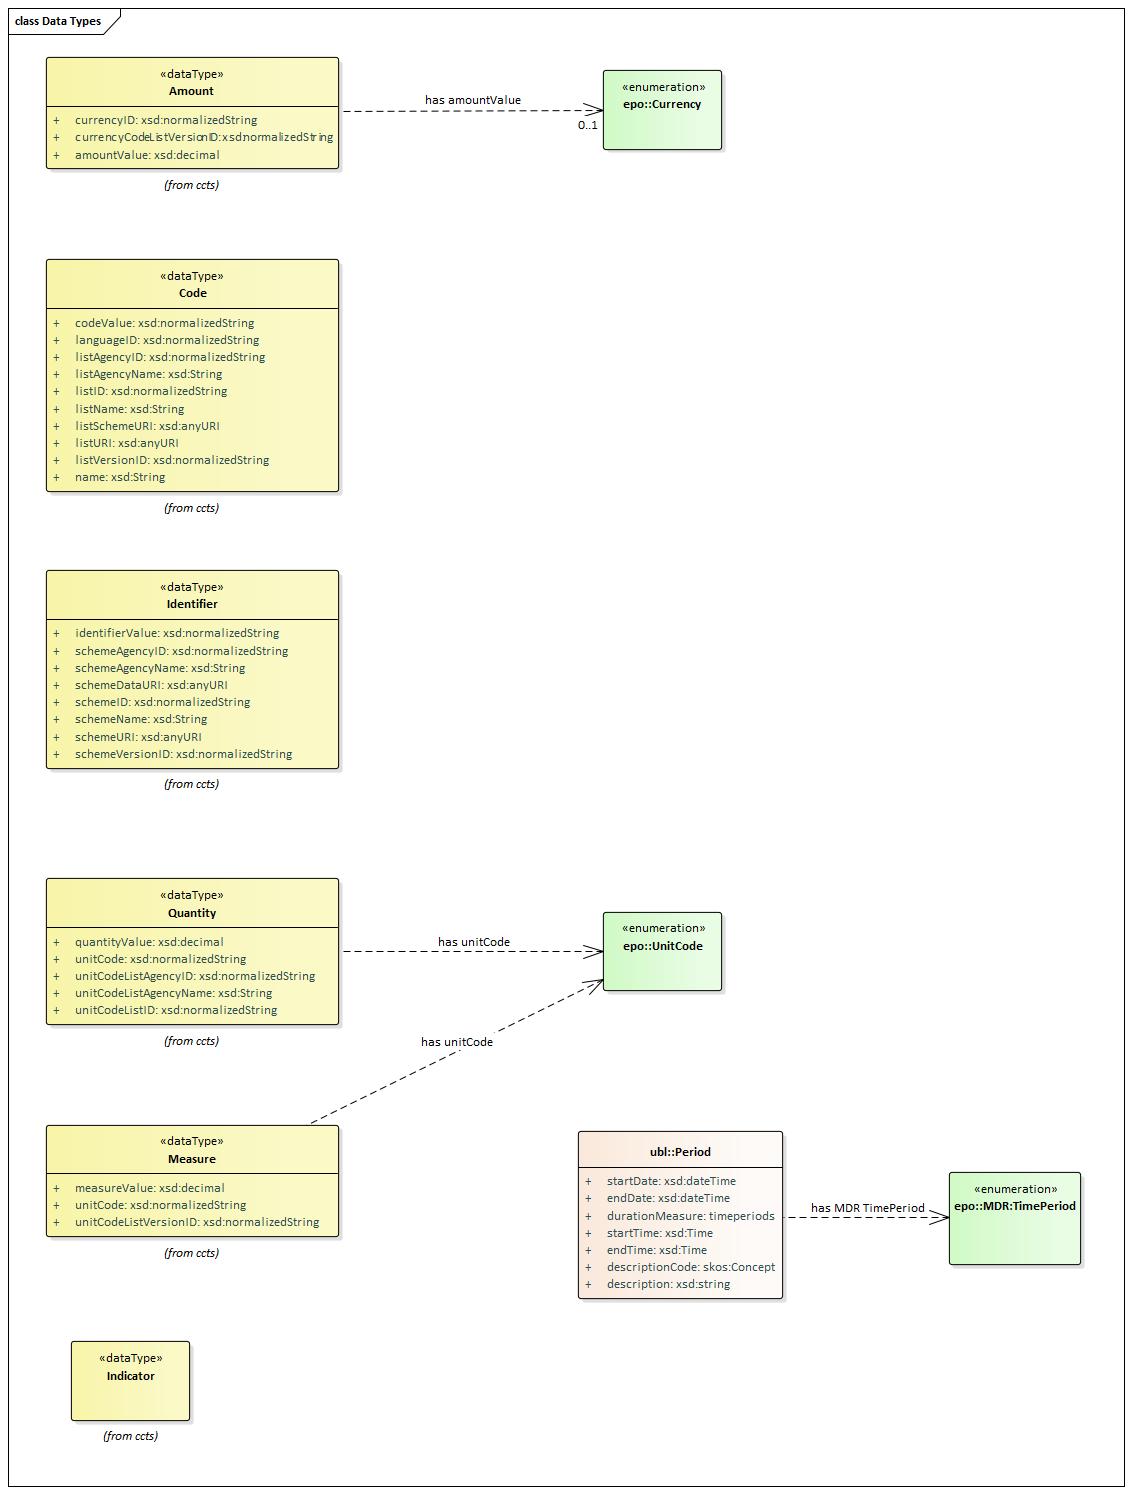 class Data Types
«dataType»
Amount
+ currencyID: xsd:normalizedString
+ currencyCodeListVersionID:xsd:normalizedString
+ amountValue: xsd:decimal
(from ccts)
has amountValue
0..1
«enumeration»
epo::Currency
«dataType»
Code
+ codeValue: xsd:normalizedString
+ languageID: xsd:normalizedString
+ listAgencyID: xsd:normalizedString
+ listAgencyName: xsd:String
+ listID: xsd:normalizedString
+ listName: xsd:String
+ listSchemeURI: xsd:anyURI
+ listURI: xsd:anyURI
+ listVersionID: xsd:normalizedString
+ name: xsd:String
(from ccts)
«dataType»
Identifier
+ identifierValue: xsd:normalizedString
+ schemeAgencyID: xsd:normalizedString
+ schemeAgencyName: xsd:String
+ schemeDataURI: xsd:anyURI
+ schemeID: xsd:normalizedString
+ schemeName: xsd:String
+ schemeURI: xsd:anyURI
+ schemeVersionID: xsd:normalizedString
(from ccts)
«dataType»
Quantity
+ quantityValue: xsd:decimal
+ unitCode: xsd:normalizedString
+ unitCodeListAgencyID: xsd:normalizedString
+ unitCodeListAgencyName: xsd:String
+ unitCodeListID: xsd:normalizedString
(from ccts)
has unitCode
«enumeration»
epo::UnitCode
has unitCode
«dataType»
Measure
+ measureValue: xsd:decimal
+ unitCode: xsd:normalizedString
+ unitCodeListVersionID: xsd:normalizedString
(from ccts)
ubl::Period
+ startDate: xsd:dateTime
+ endDate: xsd:dateTime
+ durationMeasure: timeperiods
+ startTime: xsd:Time
+ endTime: xsd:Time
+ descriptionCode: skos:Concept
+ description: xsd:string
has MDR TimePeriod
«enumeration»
epo::MDR:TimePeriod
«dataType»
Indicator
(from ccts)